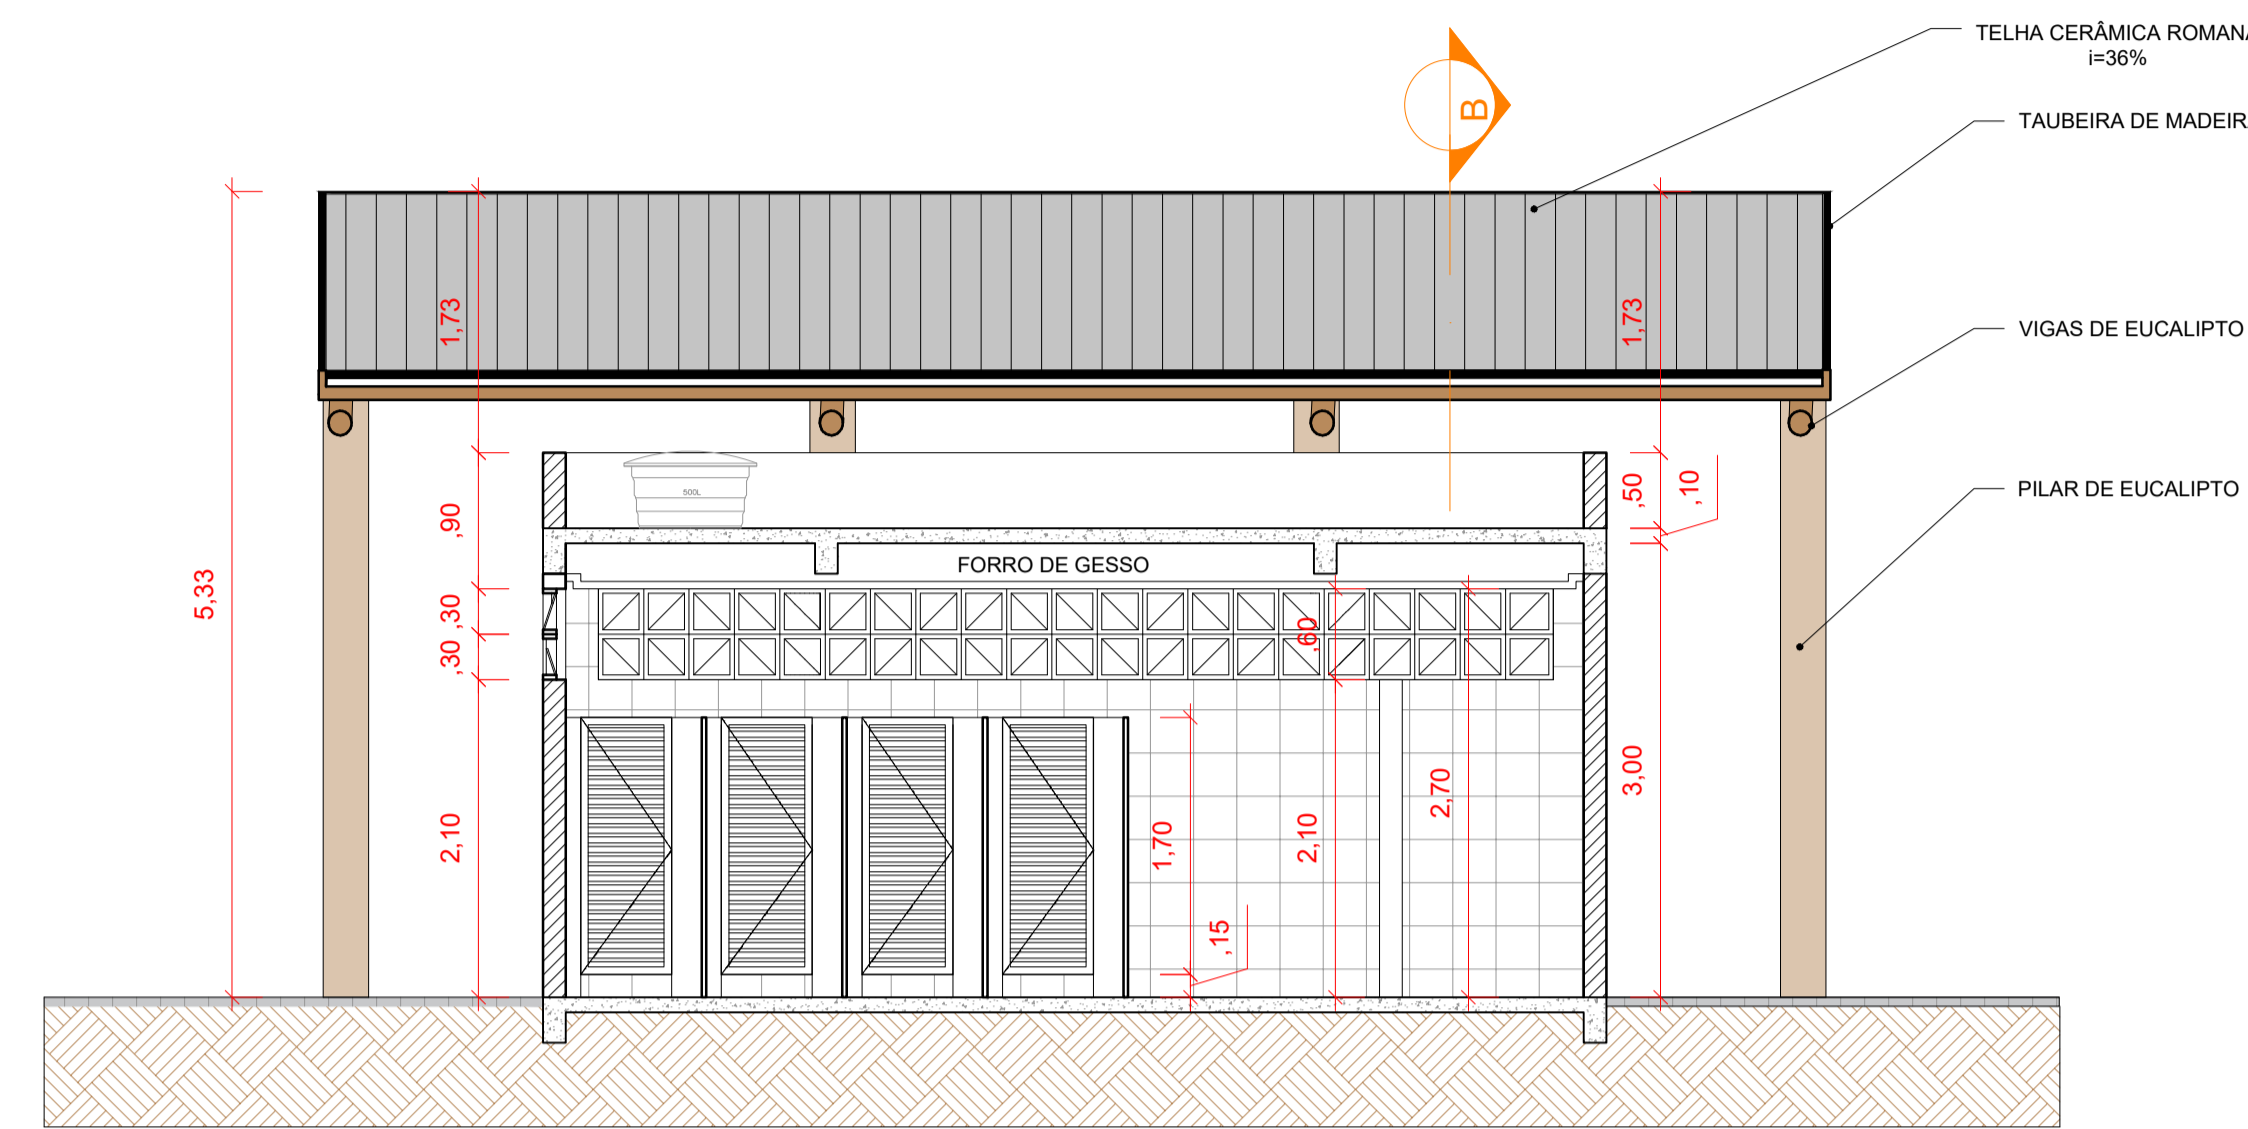 TELHA CERÂMICA ROMANA
i=36%
B
TAUBEIRA DE MADEIRA
1,73
1,73
VIGAS DE EUCALIPTO
500L
,90
,50
,10
PILAR DE EUCALIPTO
FORRO DE GESSO
5,33
,30
,30
,60
2,10
1,70
,15
2,10
2,70
3,00